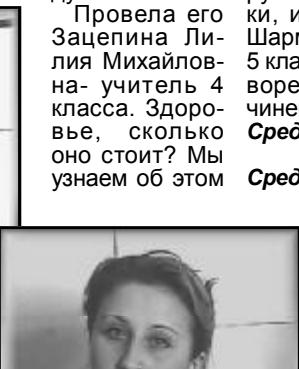 Провела его
Зацепина Ли-
лия Михайлов-
на- учитель 4
класса. Здоро-
вье, сколько
оно стоит? Мы
узнаем об этом
ки, и
Шарм
5 кла
воре
чине
Сред
Сред